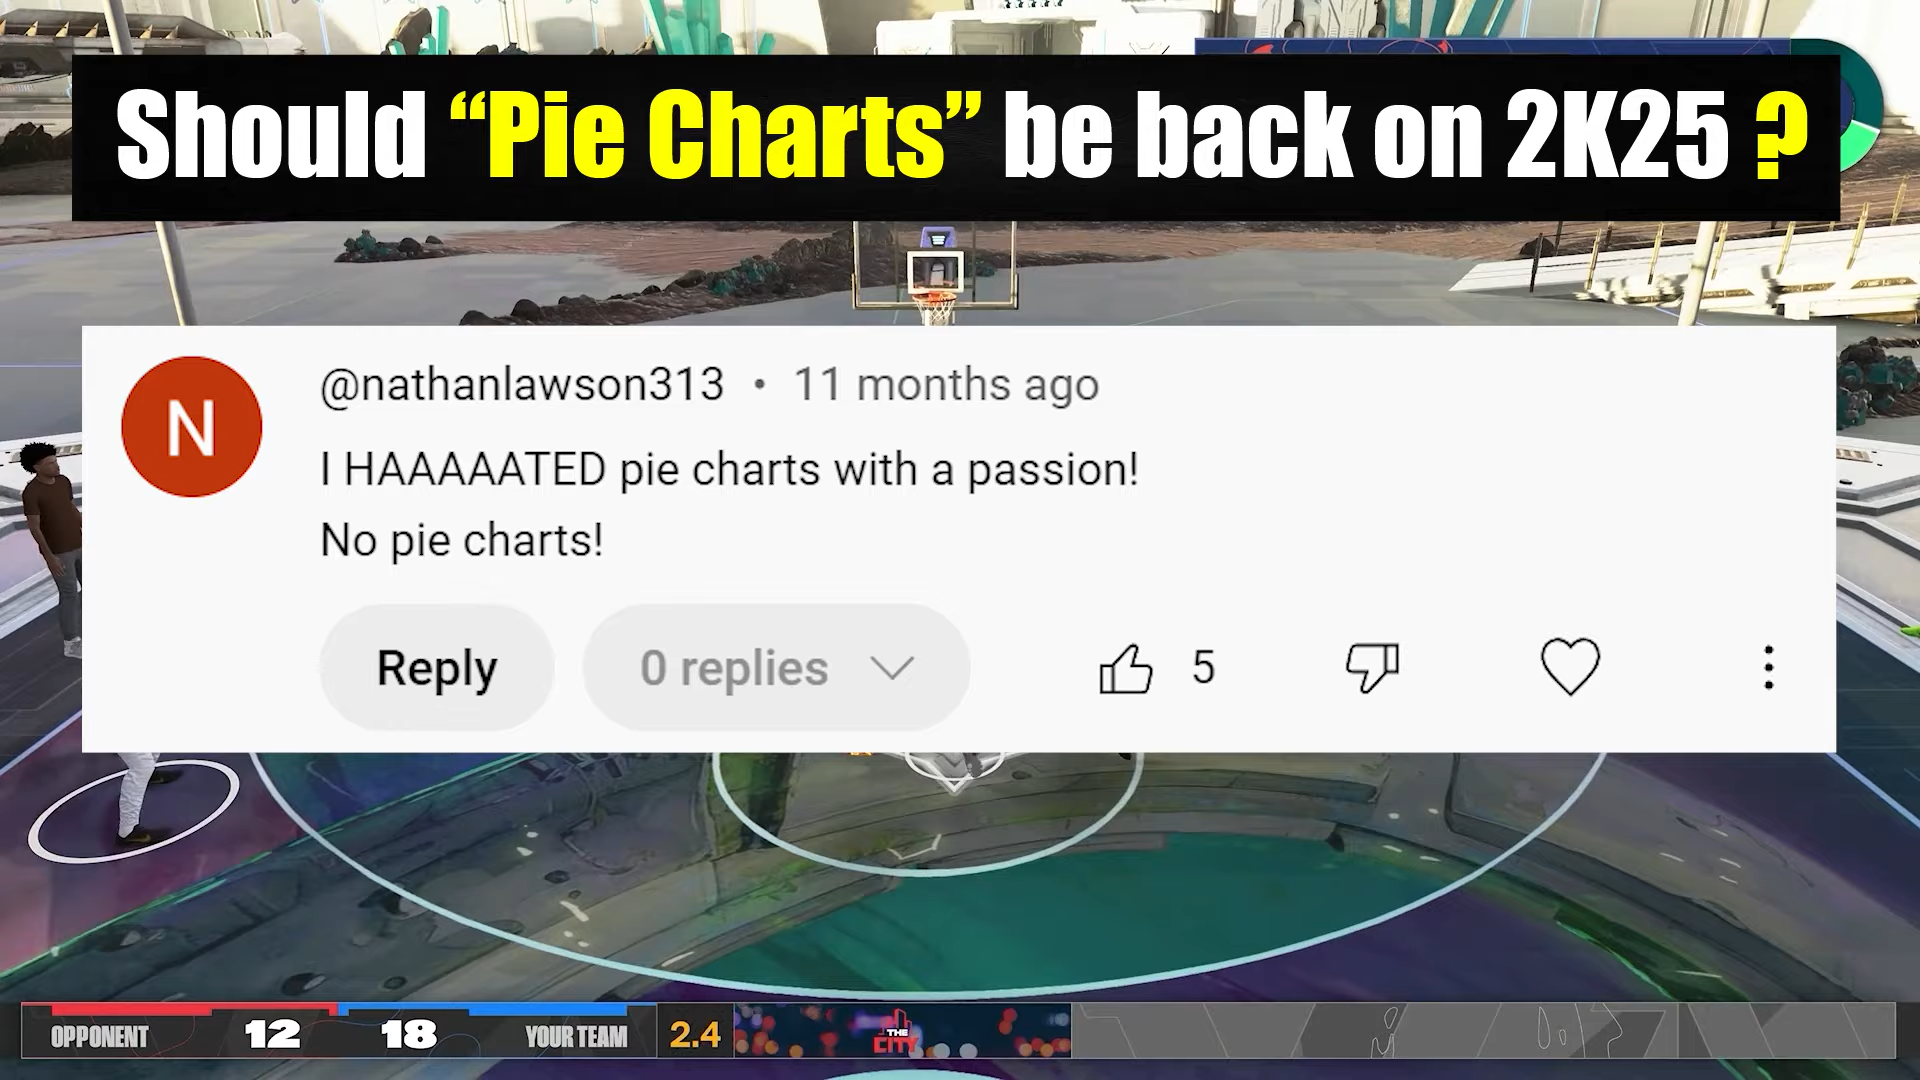 Should “Pie Charts” be back on 2K25 ?
@nathanlawson313 • 11 months ago
I HAAAAATED pie charts with a passion!
No pie charts!
Reply
0 replies
5
OPPONENT 12 18 YOUR TEAM 2.4 THE CITY